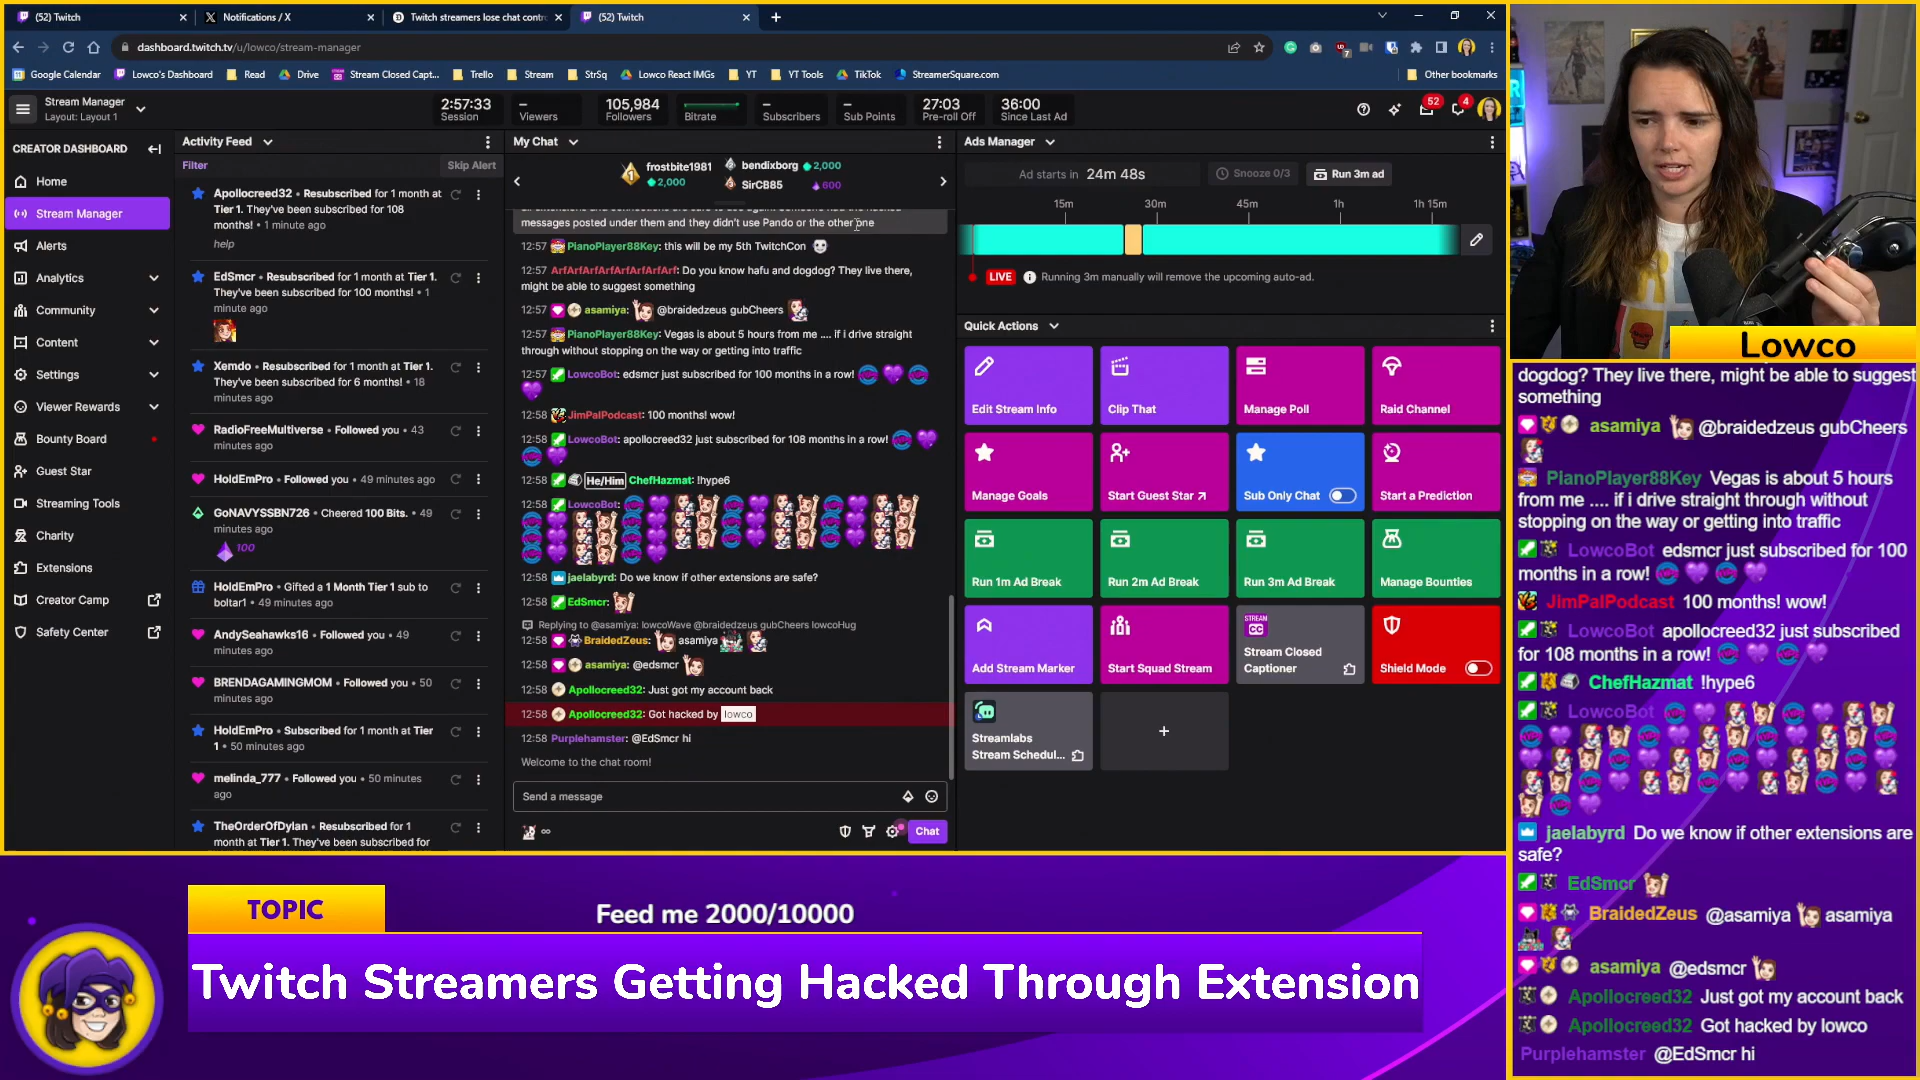 (52) Twitch
Notifications / X
Twitch streamers lose chat contr
(52) Twitch
dashboard.twitch.tv/u/lowco/stream-manager
Google Calendar
Lowco's Dashboard
Read
Drive
Stream Closed Capt...
Trello
Stream
StrSq
Lowco React IMGs
YT
YT Tools
TikTok
StreamerSquare.com
Other bookmarks
Stream Manager
Layout: Layout 1
2:57:33
Session
–
Viewers
105,984
Followers
Bitrate
–
Subscribers
–
Sub Points
27:03
Pre-roll Off
36:00
Since Last Ad
52
4
CREATOR DASHBOARD
Home
Stream Manager
Alerts
Analytics
Community
Content
Settings
Viewer Rewards
Bounty Board
Guest Star
Streaming Tools
Charity
Extensions
Creator Camp
Safety Center
Activity Feed
Filter
Skip Alert
Apollocreed32 • Resubscribed for 1 month at
Tier 1. They've been subscribed for 108
months! • 1 minute ago
help
EdSmcr • Resubscribed for 1 month at Tier 1.
They've been subscribed for 100 months! • 1
minute ago
Xemdo • Resubscribed for 1 month at Tier 1.
They've been subscribed for 6 months! • 18
minutes ago
RadioFreeMultiverse • Followed you • 43
minutes ago
HoldEmPro • Followed you • 49 minutes ago
GoNAVYSSBN726 • Cheered 100 Bits. • 49
minutes ago
100
HoldEmPro • Gifted a 1 Month Tier 1 sub to
boltar1 • 49 minutes ago
AndySeahawks16 • Followed you • 49
minutes ago
BRENDAGAMINGMOM • Followed you • 50
minutes ago
HoldEmPro • Subscribed for 1 month at Tier
1 • 50 minutes ago
melinda_777 • Followed you • 50 minutes
ago
TheOrderOfDylan • Resubscribed for 1
month at Tier 1. They've been subscribed for
My Chat
frostbite1981
2,000
bendixborg 2,000
SirCB85 600
messages posted under them and they didn't use Pando or the other one
12:57 PianoPlayer88Key: this will be my 5th TwitchCon
12:57 ArfArfArfArfArfArfArfArf: Do you know hafu and dogdog? They live there,
might be able to suggest something
12:57 asamiya: @braidedzeus gubCheers
12:57 PianoPlayer88Key: Vegas is about 5 hours from me .... if i drive straight
through without stopping on the way or getting into traffic
12:57 LowcoBot: edsmcr just subscribed for 100 months in a row!
12:58 JimPalPodcast: 100 months! wow!
12:58 LowcoBot: apollocreed32 just subscribed for 108 months in a row!
12:58 He/Him ChefHazmat: !hype6
12:58 LowcoBot:
12:58 jaelabyrd: Do we know if other extensions are safe?
12:58 EdSmcr:
Replying to @asamiya: lowcoWave @braidedzeus gubCheers lowcoHug
12:58 BraidedZeus: asamiya
12:58 asamiya: @edsmcr
12:58 Apollocreed32: Just got my account back
12:58 Apollocreed32: Got hacked by lowco
12:58 Purplehamster: @EdSmcr hi
Welcome to the chat room!
Send a message
Chat
Ads Manager
Ad starts in 24m 48s
Snooze 0/3
Run 3m ad
15m
30m
45m
1h
1h 15m
LIVE
Running 3m manually will remove the upcoming auto-ad.
Quick Actions
Edit Stream Info
Clip That
Manage Poll
Raid Channel
Manage Goals
Start Guest Star
Sub Only Chat
Start a Prediction
Run 1m Ad Break
Run 2m Ad Break
Run 3m Ad Break
Manage Bounties
Add Stream Marker
Start Squad Stream
STREAM
CC
Stream Closed
Captioner
Shield Mode
Streamlabs
Stream Schedul...
+
Lowco
dogdog? They live there, might be able to suggest
something
asamiya @braidedzeus gubCheers
PianoPlayer88Key Vegas is about 5 hours
from me .... if i drive straight through without
stopping on the way or getting into traffic
LowcoBot edsmcr just subscribed for 100
months in a row!
JimPalPodcast 100 months! wow!
LowcoBot apollocreed32 just subscribed
for 108 months in a row!
ChefHazmat !hype6
LowcoBot
jaelabyrd Do we know if other extensions are
safe?
EdSmcr
BraidedZeus @asamiya asamiya
asamiya @edsmcr
Apollocreed32 Just got my account back
Apollocreed32 Got hacked by lowco
Purplehamster @EdSmcr hi
TOPIC
Feed me 2000/10000
Twitch Streamers Getting Hacked Through Extension